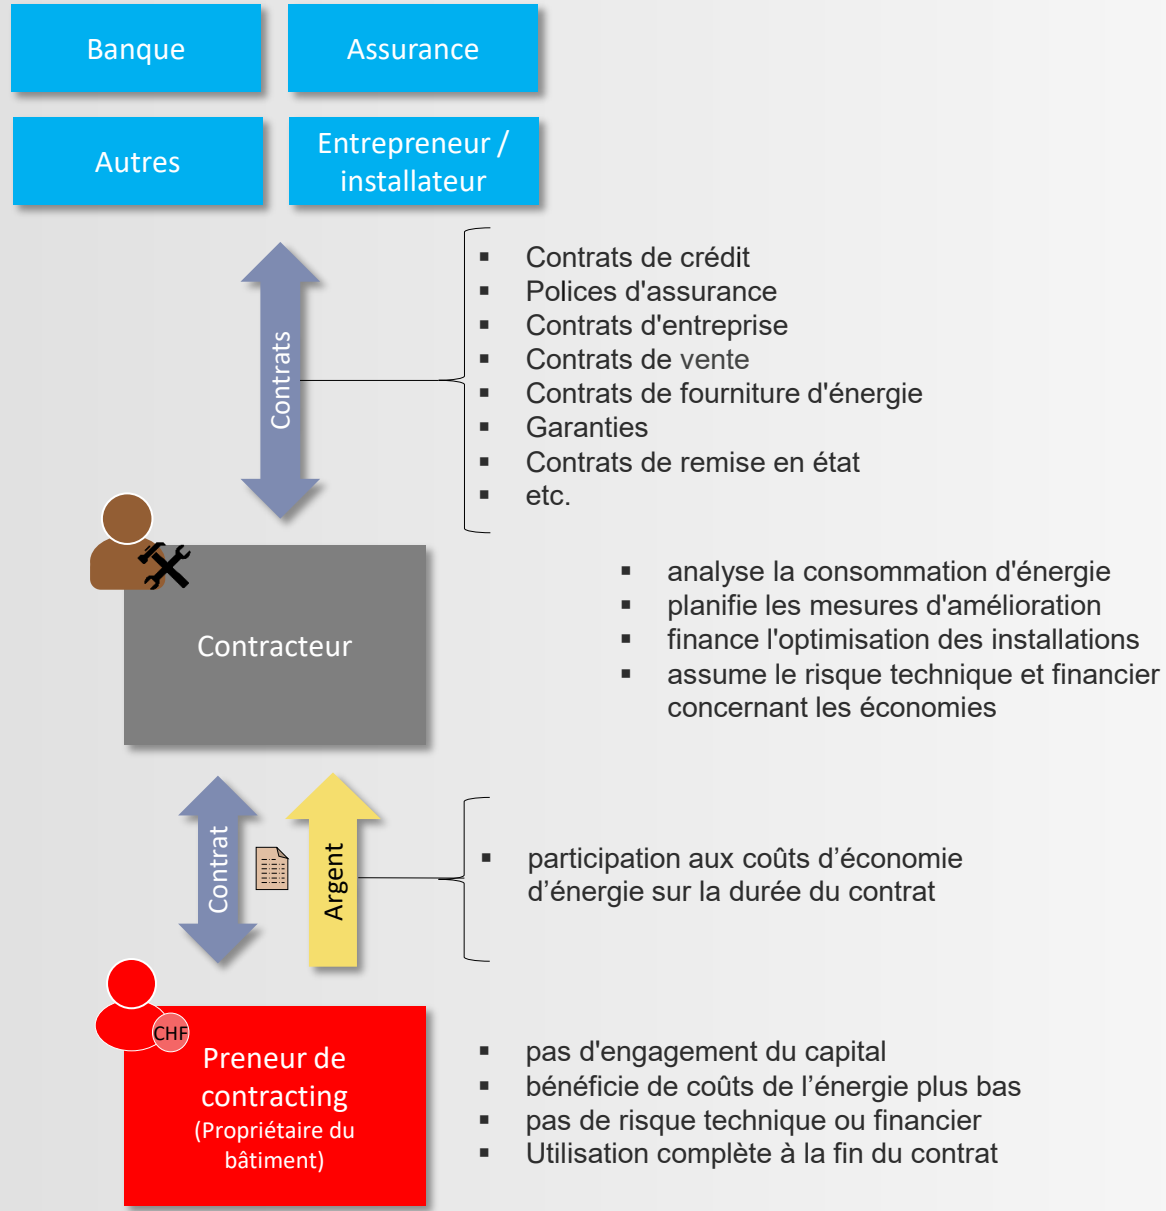 Banque
Assurance
Autres
Entrepreneur /
installateur
Contrats
▪ Contrats de crédit
▪ Polices d'assurance
▪ Contrats d'entreprise
▪ Contrats de vente
▪ Contrats de fourniture d'énergie
▪ Garanties
▪ Contrats de remise en état
▪ etc.
Contracteur
▪ analyse la consommation d'énergie
▪ planifie les mesures d'amélioration
▪ finance l'optimisation des installations
▪ assume le risque technique et financier
concernant les économies
Contrat
Argent
▪ participation aux coûts d’économie
d’énergie sur la durée du contrat
CHF
Preneur de
contracting
(Propriétaire du
bâtiment)
▪ pas d'engagement du capital
▪ bénéficie de coûts de l’énergie plus bas
▪ pas de risque technique ou financier
▪ Utilisation complète à la fin du contrat